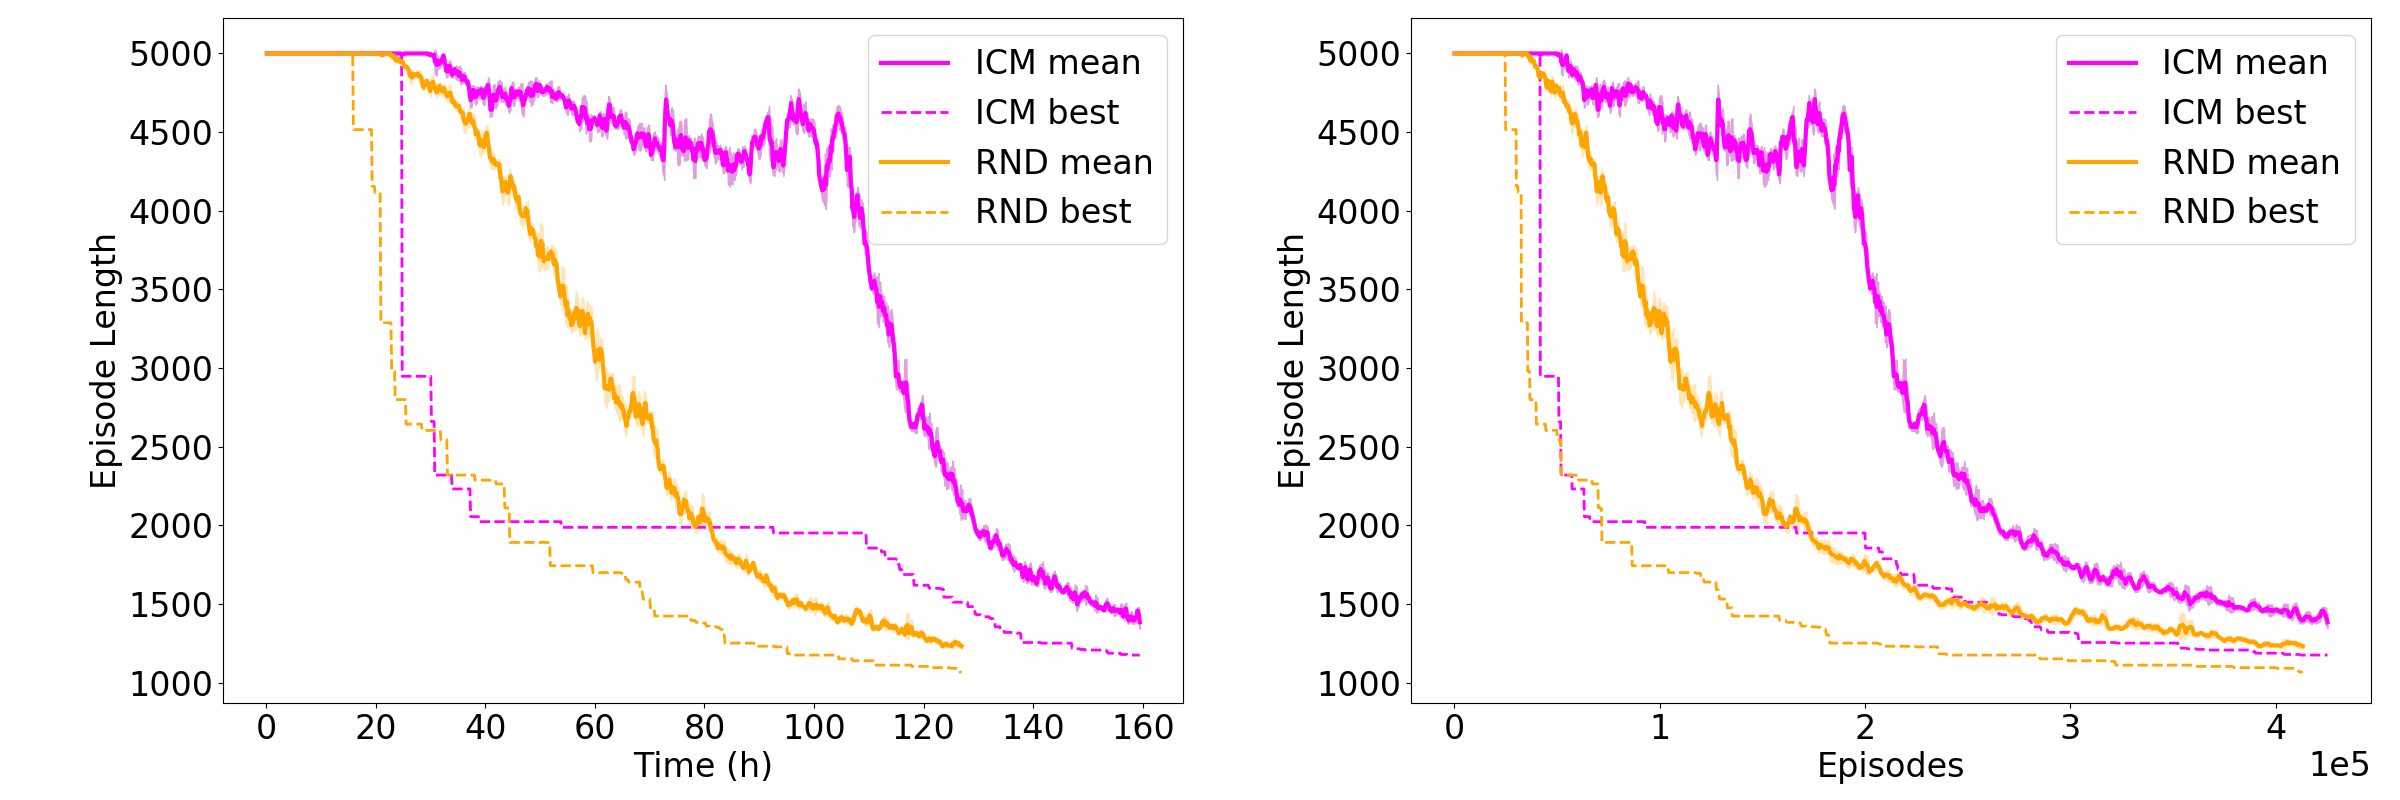 5000
4500
4000
3500
3000
2500
2000
1500
1000
Episode Length
0 20 40 60 80 100 120 140 160
Time (h)
ICM mean
ICM best
RND mean
RND best
5000
4500
4000
3500
3000
2500
2000
1500
1000
Episode Length
0 1 2 3 4
Episodes
1e5
ICM mean
ICM best
RND mean
RND best